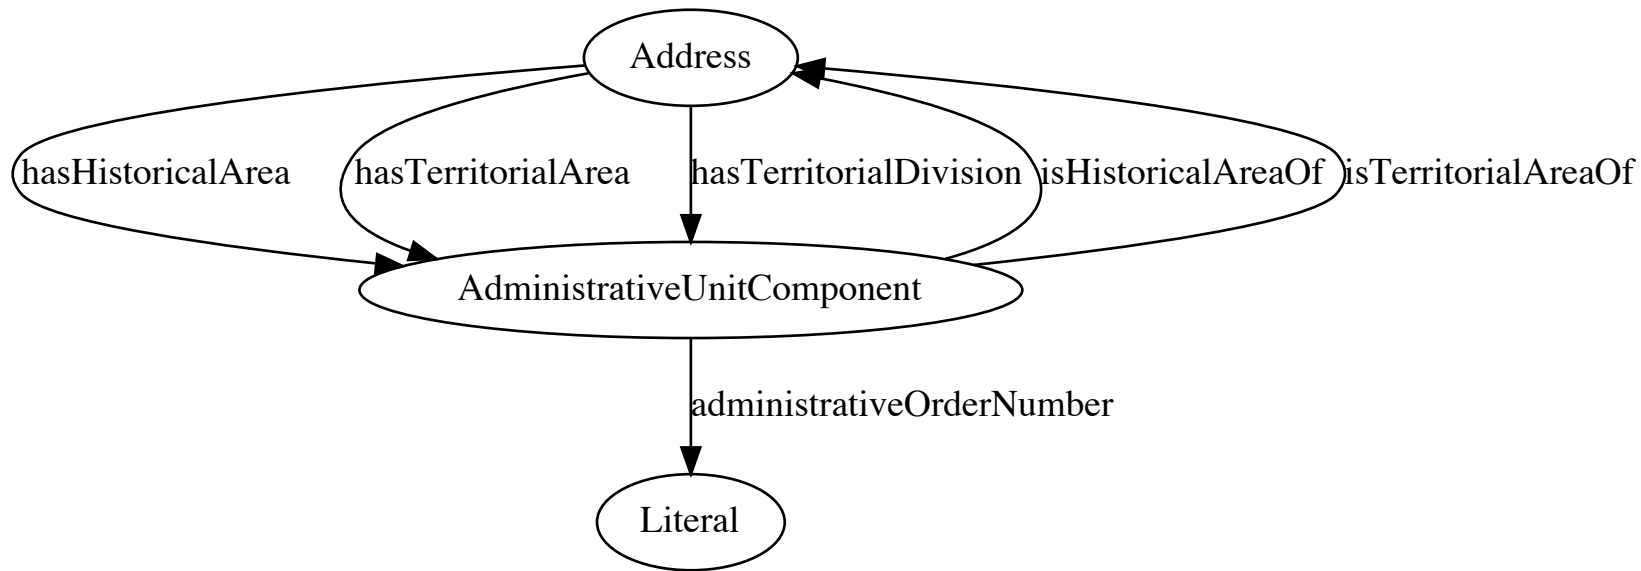 Address
hasHistoricalArea
hasTerritorialArea
hasTerritorialDivision
isHistoricalAreaOf
isTerritorialAreaOf
AdministrativeUnitComponent
administrativeOrderNumber
Literal